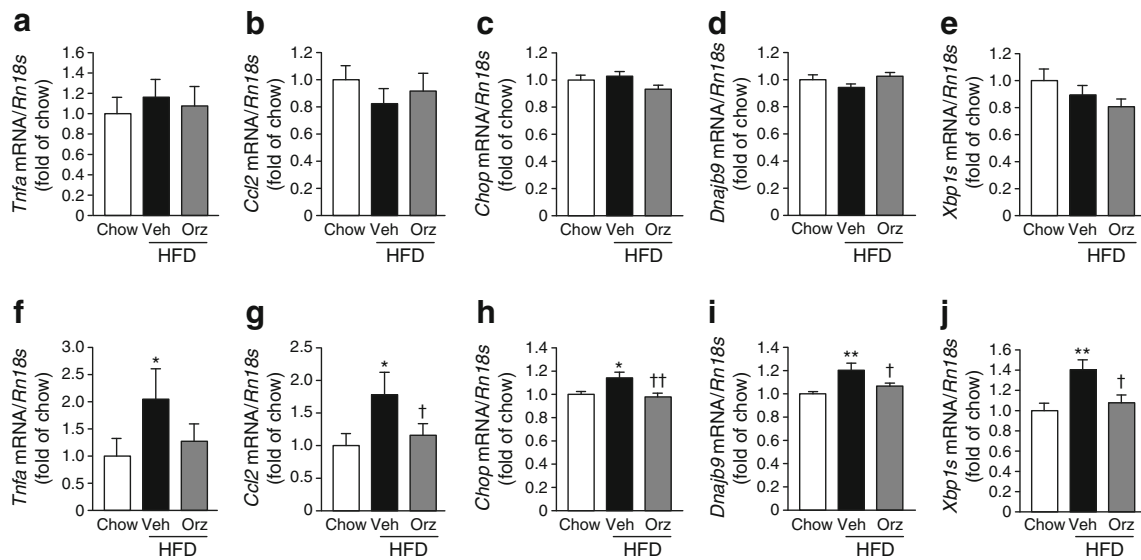 a
Tnfa mRNA/Rn18s
(fold of chow)
1.6
1.4
1.2
1.0
0.8
0.6
0.4
0.2
0
Chow Veh Orz
HFD
b
Ccl2 mRNA/Rn18s
(fold of chow)
1.2
1.0
0.8
0.6
0.4
0.2
0
Chow Veh Orz
HFD
c
Chop mRNA/Rn18s
(fold of chow)
1.2
1.0
0.8
0.6
0.4
0.2
0
Chow Veh Orz
HFD
d
Dnajb9 mRNA/Rn18s
(fold of chow)
1.2
1.0
0.8
0.6
0.4
0.2
0
Chow Veh Orz
HFD
e
Xbp1s mRNA/Rn18s
(fold of chow)
1.2
1.0
0.8
0.6
0.4
0.2
0
Chow Veh Orz
HFD
f
Tnfa mRNA/Rn18s
(fold of chow)
3.0
2.5
2.0
1.5
1.0
0.5
0
*
Chow Veh Orz
HFD
g
Ccl2 mRNA/Rn18s
(fold of chow)
2.5
2.0
1.5
1.0
0.5
0
*
†
Chow Veh Orz
HFD
h
Chop mRNA/Rn18s
(fold of chow)
1.4
1.2
1.0
0.8
0.6
0.4
0.2
0
*
††
Chow Veh Orz
HFD
i
Dnajb9 mRNA/Rn18s
(fold of chow)
1.4
1.2
1.0
0.8
0.6
0.4
0.2
0
**
†
Chow Veh Orz
HFD
j
Xbp1s mRNA/Rn18s
(fold of chow)
1.6
1.4
1.2
1.0
0.8
0.6
0.4
0.2
0
**
†
Chow Veh Orz
HFD